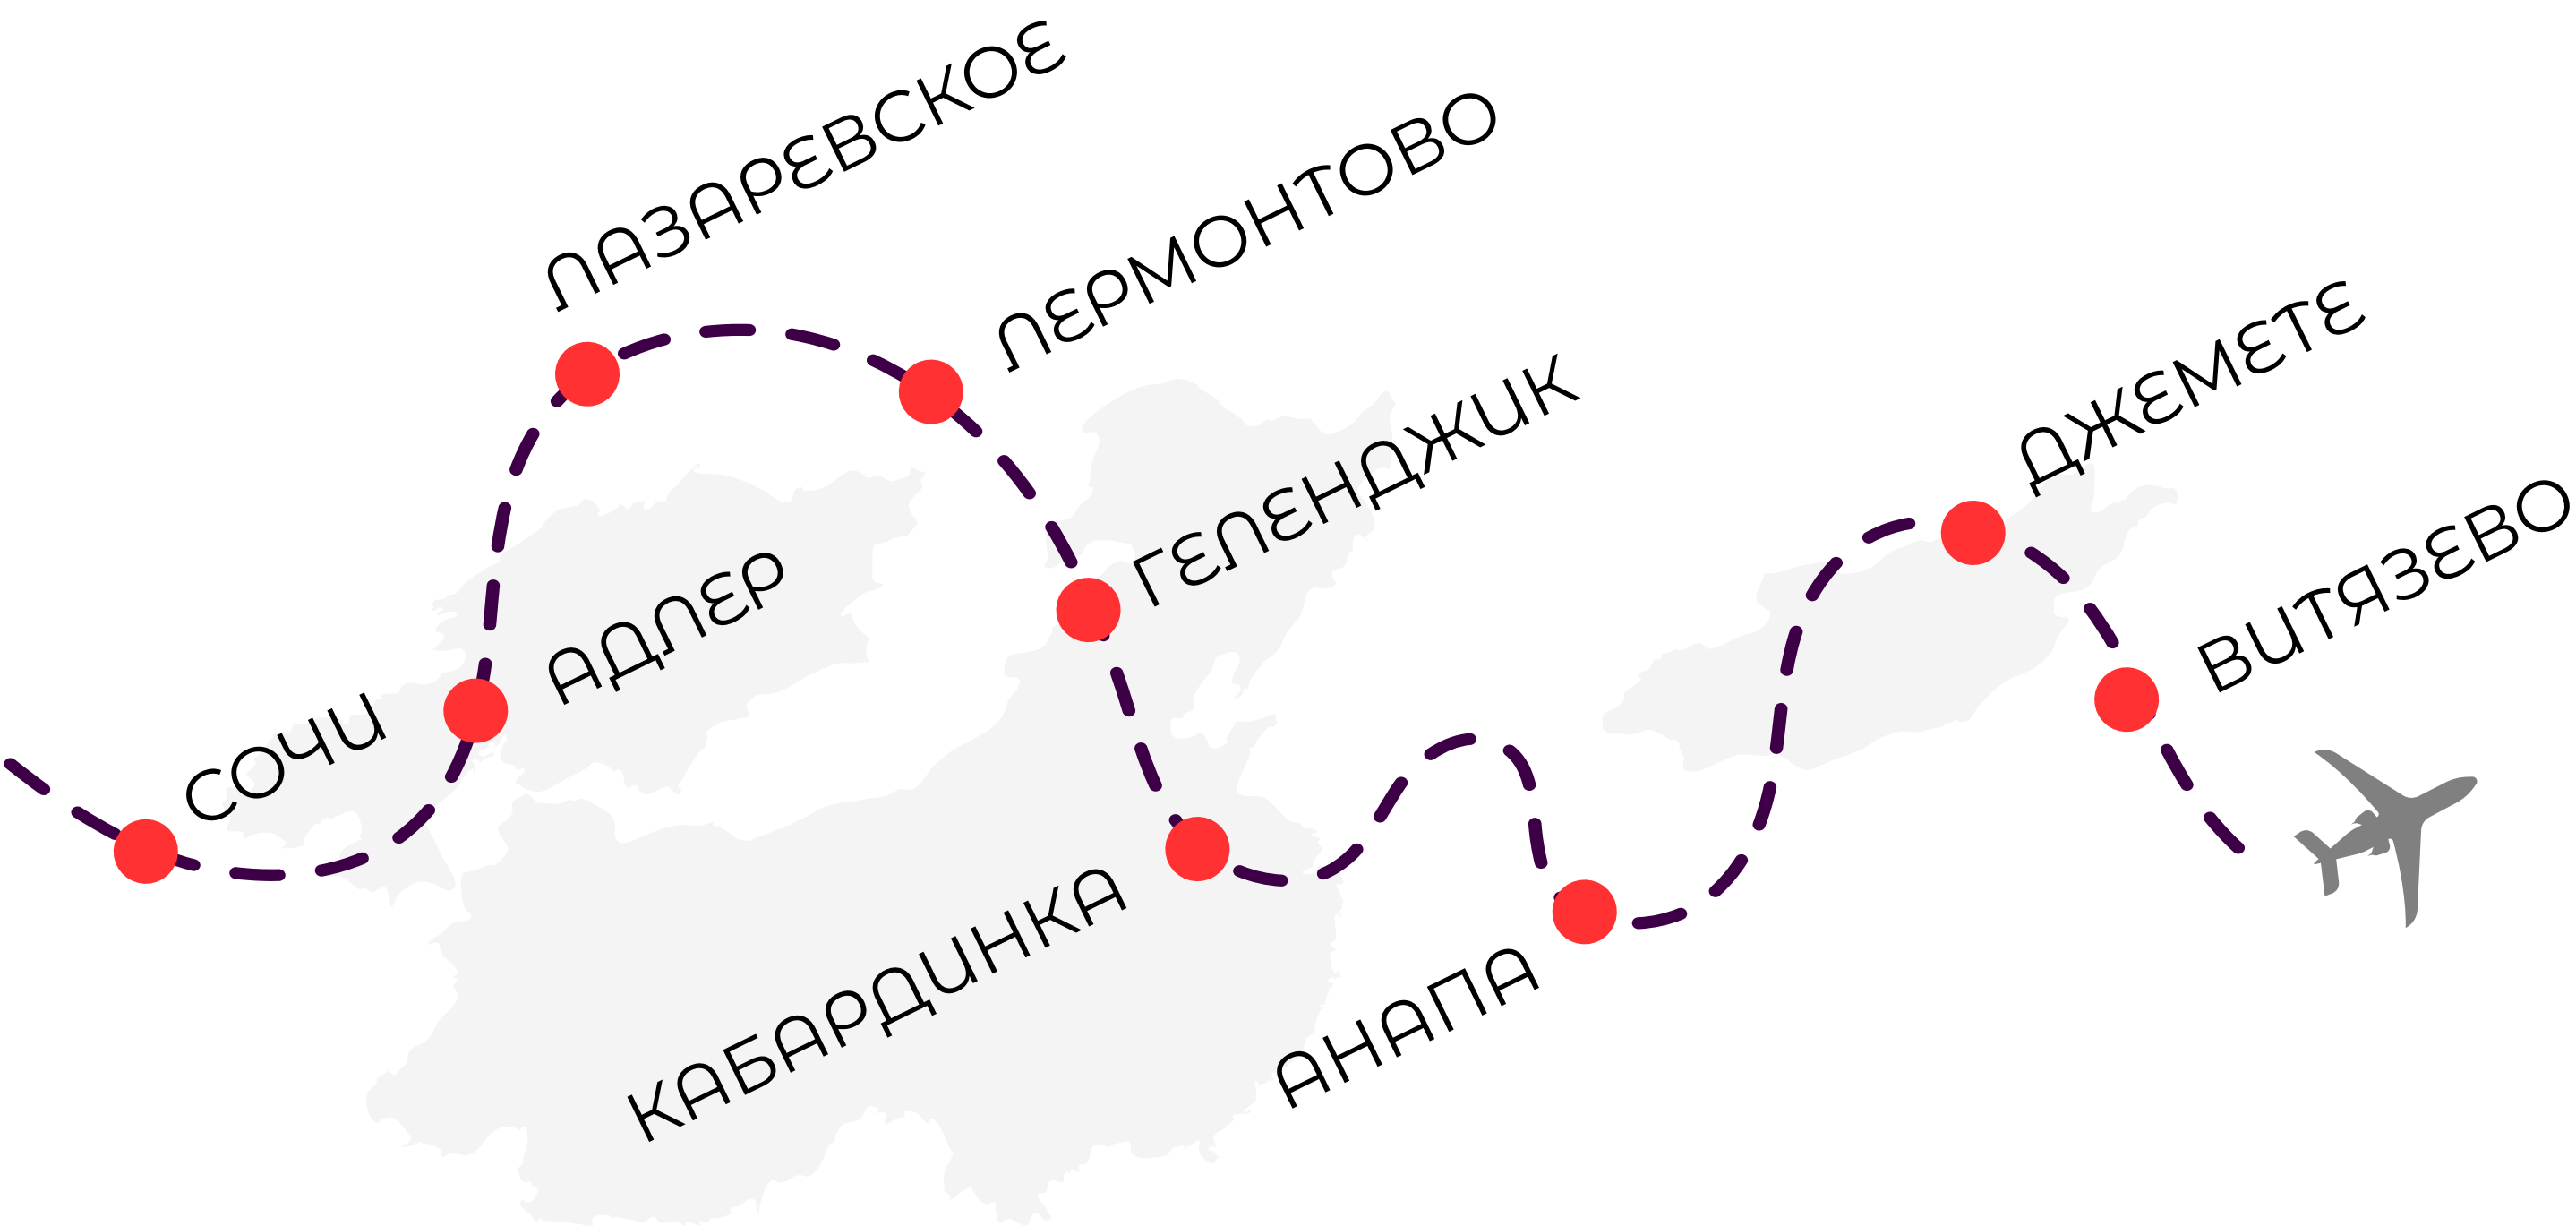 ЛАЗАРЕВСКОЕ
ЛЕРМОНТОВО
ГЕЛЕНДЖИК
ДЖЕМЕТЕ
ВИТЯЗЕВО
АДЛЕР
СОЧИ
КАБАРДИНКА
АНАПА